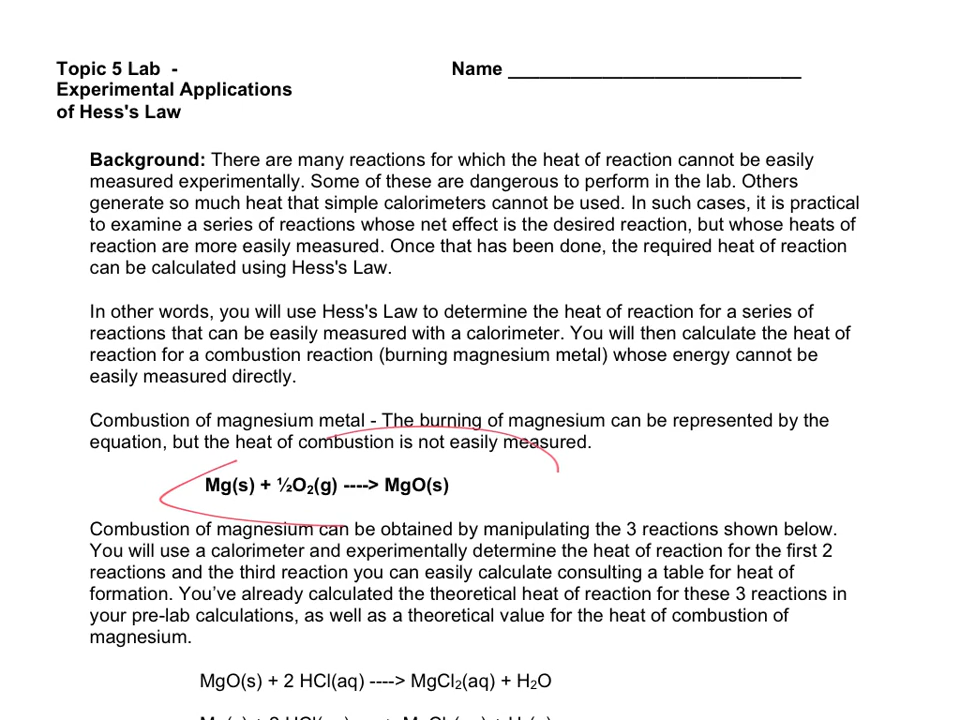 Topic 5 Lab - Name ____________________________
Experimental Applications
of Hess's Law
Background: There are many reactions for which the heat of reaction cannot be easily
measured experimentally. Some of these are dangerous to perform in the lab. Others
generate so much heat that simple calorimeters cannot be used. In such cases, it is practical
to examine a series of reactions whose net effect is the desired reaction, but whose heats of
reaction are more easily measured. Once that has been done, the required heat of reaction
can be calculated using Hess's Law.
In other words, you will use Hess's Law to determine the heat of reaction for a series of
reactions that can be easily measured with a calorimeter. You will then calculate the heat of
reaction for a combustion reaction (burning magnesium metal) whose energy cannot be
easily measured directly.
Combustion of magnesium metal - The burning of magnesium can be represented by the
equation, but the heat of combustion is not easily measured.
Mg(s) + ½O₂(g) ----> MgO(s)
Combustion of magnesium can be obtained by manipulating the 3 reactions shown below.
You will use a calorimeter and experimentally determine the heat of reaction for the first 2
reactions and the third reaction you can easily calculate consulting a table for heat of
formation. You've already calculated the theoretical heat of reaction for these 3 reactions in
your pre-lab calculations, as well as a theoretical value for the heat of combustion of
magnesium.
MgO(s) + 2 HCl(aq) ----> MgCl₂(aq) + H₂O